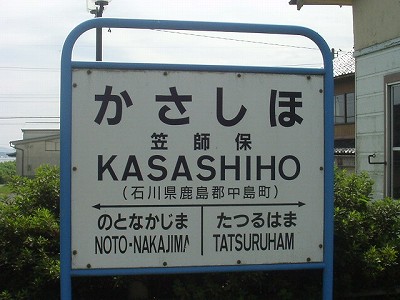 かさしほ
笠師保
KASASHIHO
(石川県鹿島郡中島町)
のとなかじま たつるはま
NOTO-NAKAJIMA TATSURUHAM